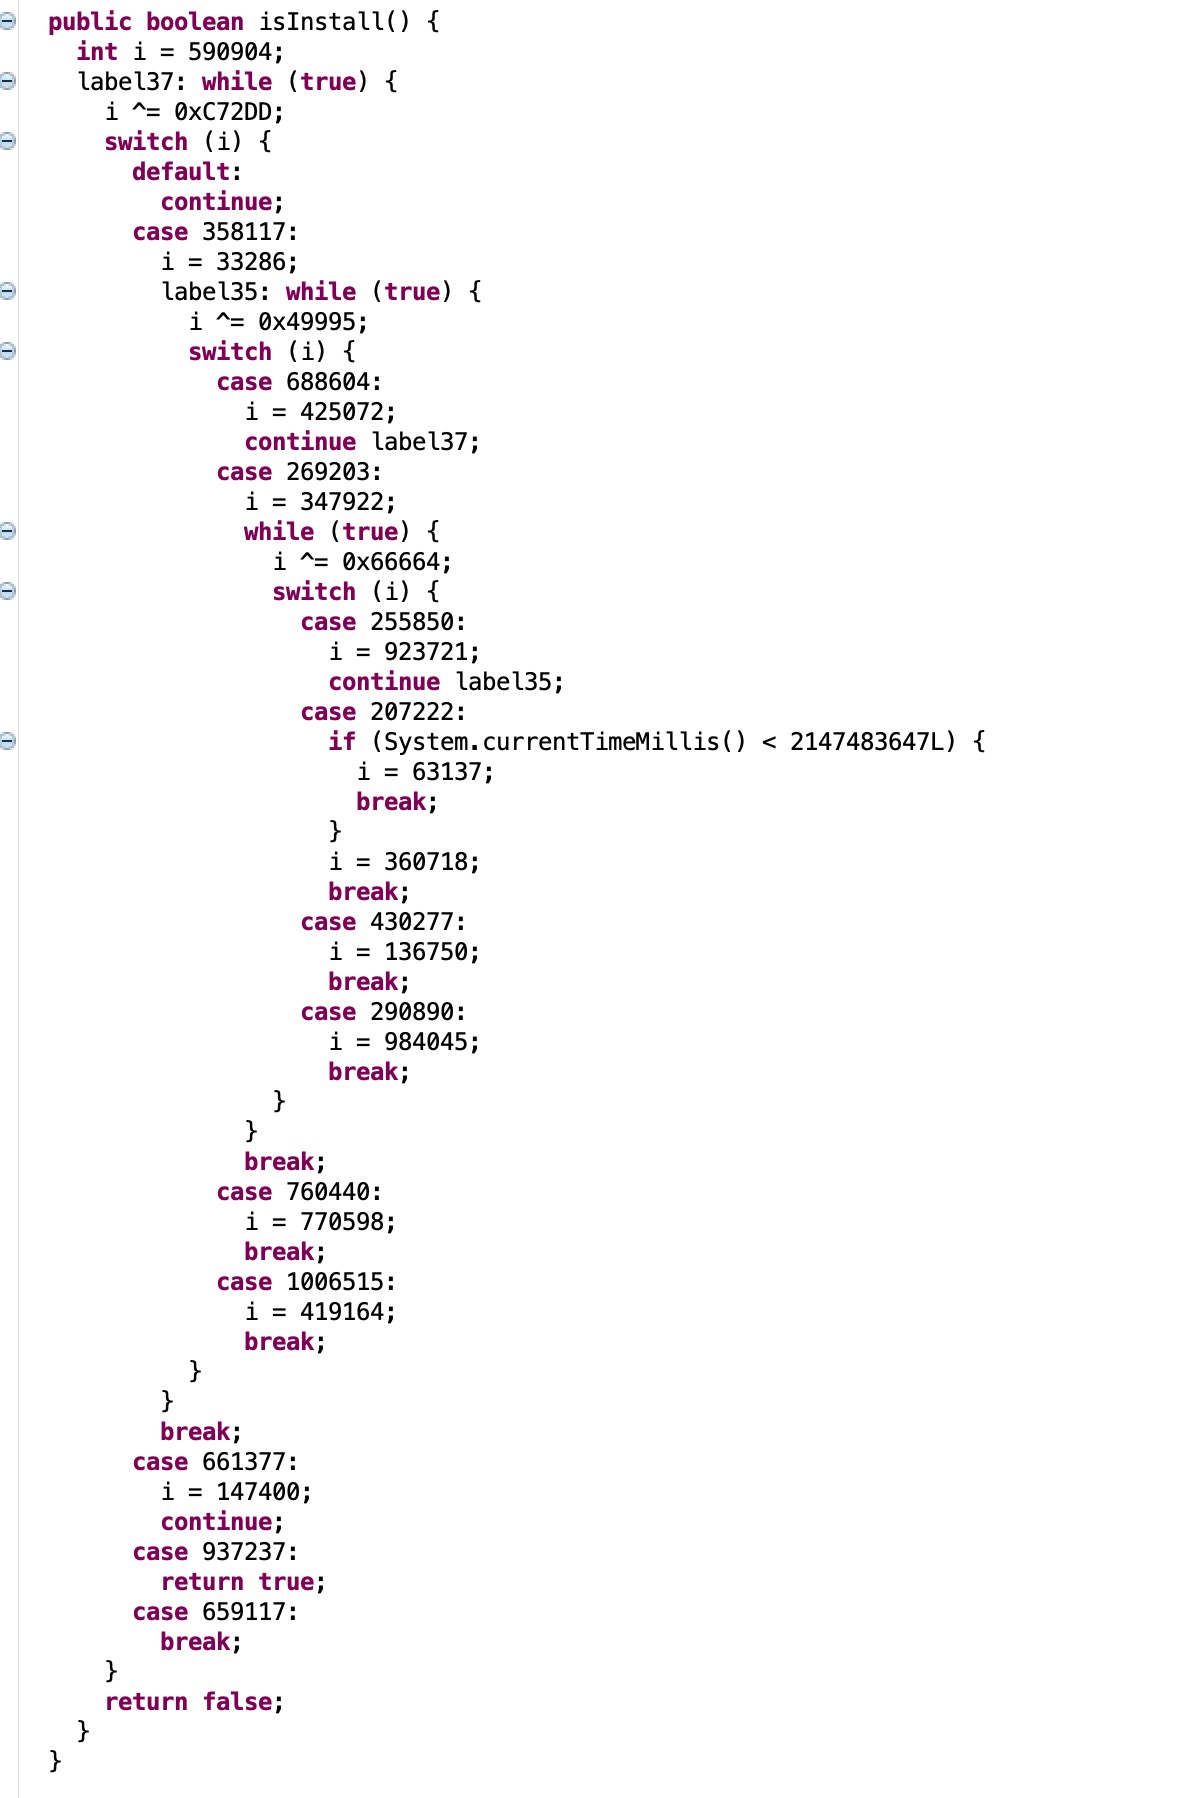 public boolean isInstall() {
int i = 590904;
label37: while (true) {
i ^= 0xC72DD;
switch (i) {
default:
continue;
case 358117:
i = 33286;
label35: while (true) {
i ^= 0x49995;
switch (i) {
case 688604:
i = 425072;
continue label37;
case 269203:
i = 347922;
while (true) {
i ^= 0x66664;
switch (i) {
case 255850:
i = 923721;
continue label35;
case 207222:
if (System.currentTimeMillis() < 2147483647L) {
i = 63137;
break;
}
i = 360718;
break;
case 430277:
i = 136750;
break;
case 290890:
i = 984045;
break;
}
}
break;
case 760440:
i = 770598;
break;
case 1006515:
i = 419164;
break;
}
}
break;
case 661377:
i = 147400;
continue;
case 937237:
return true;
case 659117:
break;
}
return false;
}
}